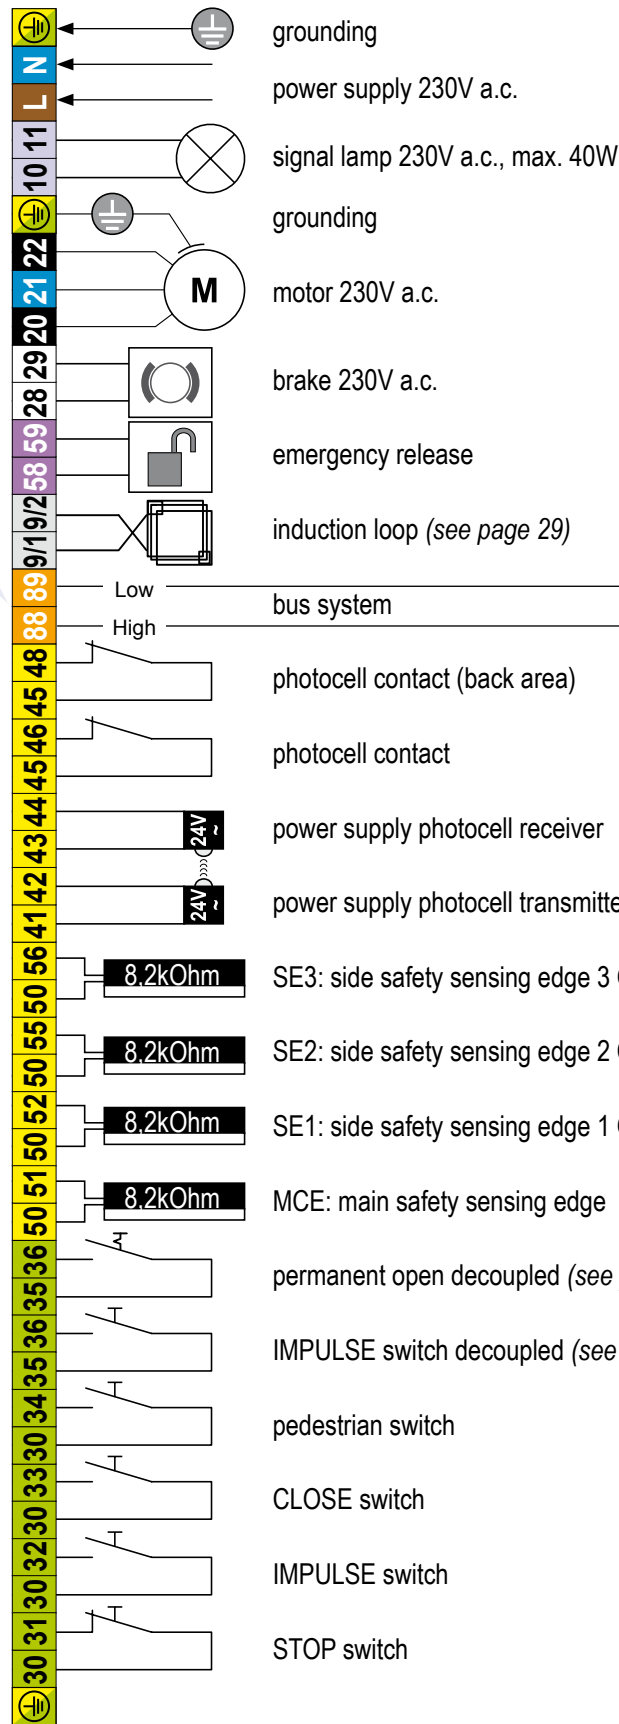 grounding
N
L
power supply 230V a.c.
11
10
signal lamp 230V a.c., max. 40W
grounding
22
21
20
M
motor 230V a.c.
29
28
brake 230V a.c.
59
58
emergency release
9/2
9/1
induction loop (see page 29)
89
Low
88
High
bus system
48
45
photocell contact (back area)
46
45
photocell contact
44
43
24V ~
power supply photocell receiver
42
41
24V ~
power supply photocell transmitte
56
50
8,2kOhm
SE3: side safety sensing edge 3
55
50
8,2kOhm
SE2: side safety sensing edge 2
52
50
8,2kOhm
SE1: side safety sensing edge 1
51
50
8,2kOhm
MCE: main safety sensing edge
36
35
permanent open decoupled (see
36
35
IMPULSE switch decoupled (see
34
30
pedestrian switch
33
30
CLOSE switch
32
30
IMPULSE switch
31
30
STOP switch